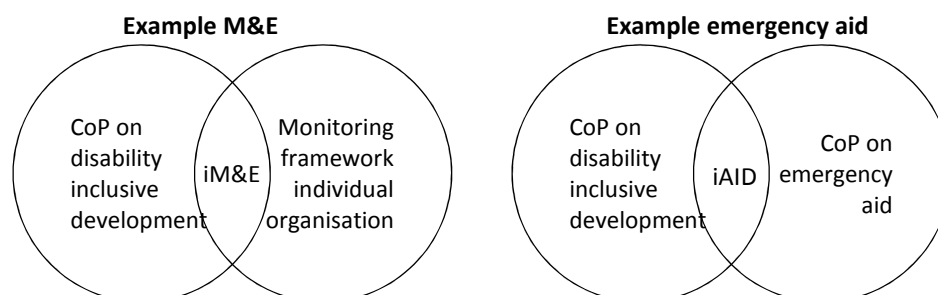 Example M&E
CoP on
disability
inclusive
development
iM&E
Monitoring
framework
individual
organisation
Example emergency aid
CoP on
disability
inclusive
development
iAID
CoP on
emergency
aid